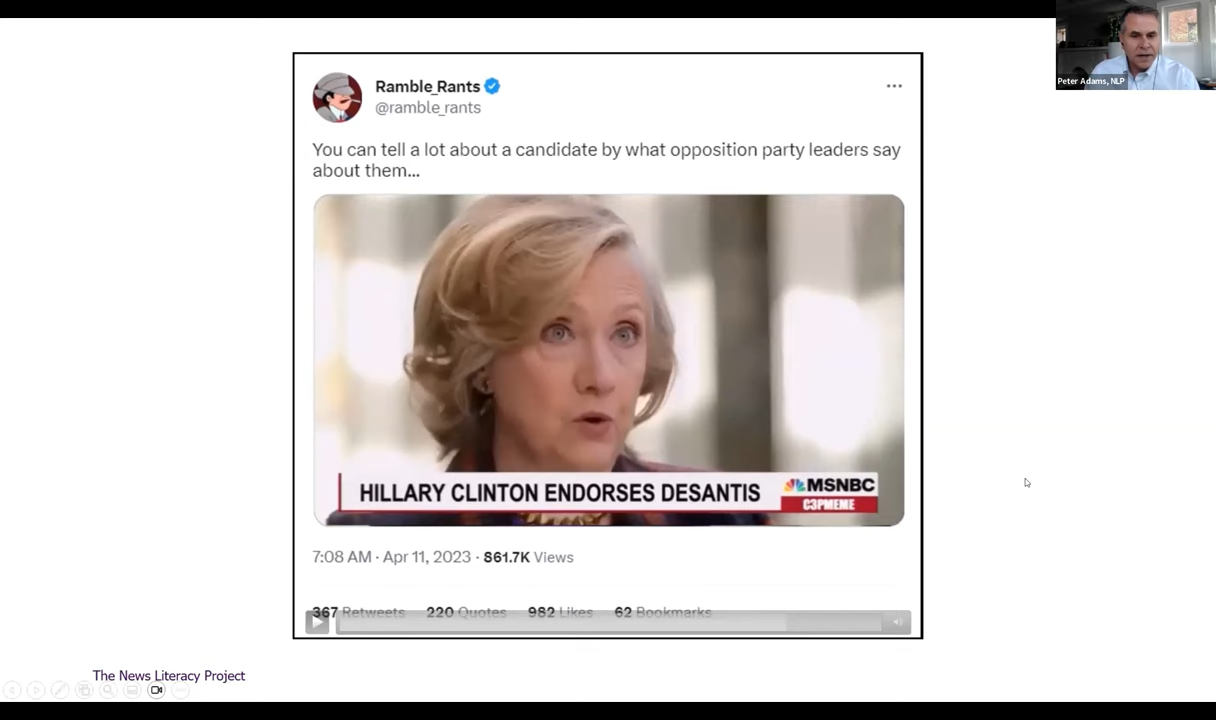 Peter Adams, NLP
Ramble_Rants
@ramble_rants
You can tell a lot about a candidate by what opposition party leaders say
about them...
HILLARY CLINTON ENDORSES DESANTIS
MSNBC
C3PMEME
7:08 AM · Apr 11, 2023 · 861.7K Views
367 Retweets 220 Quotes 982 Likes 62 Bookmarks
The News Literacy Project